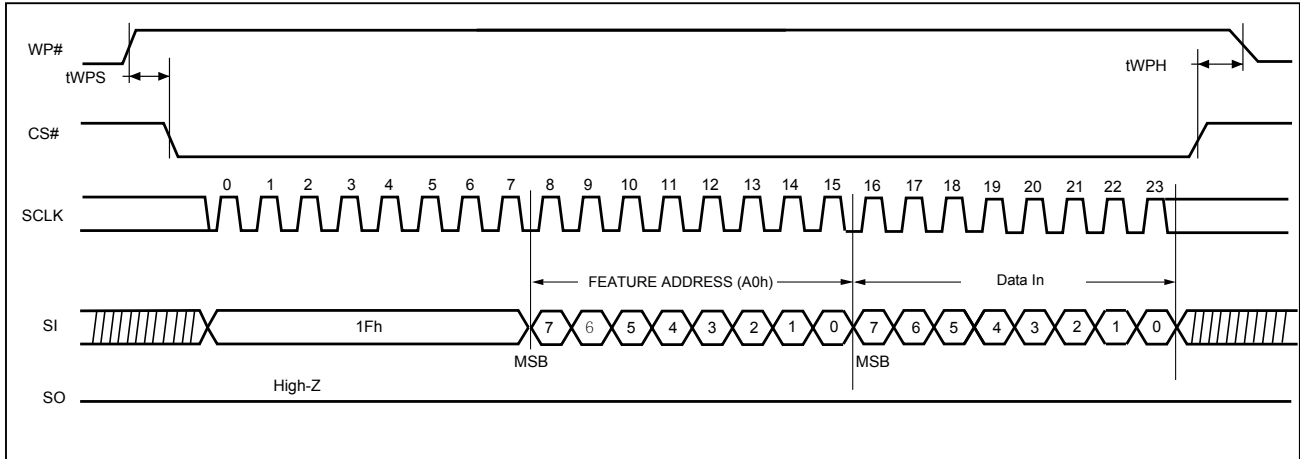 WP#
tWPS
tWPH
CS#
0 1 2 3 4 5 6 7 8 9 10 11 12 13 14 15 16 17 18 19 20 21 22 23
SCLK
FEATURE ADDRESS (A0h)
Data In
SI
1Fh
7 6 5 4 3 2 1 0 7 6 5 4 3 2 1 0
MSB
MSB
High-Z
SO